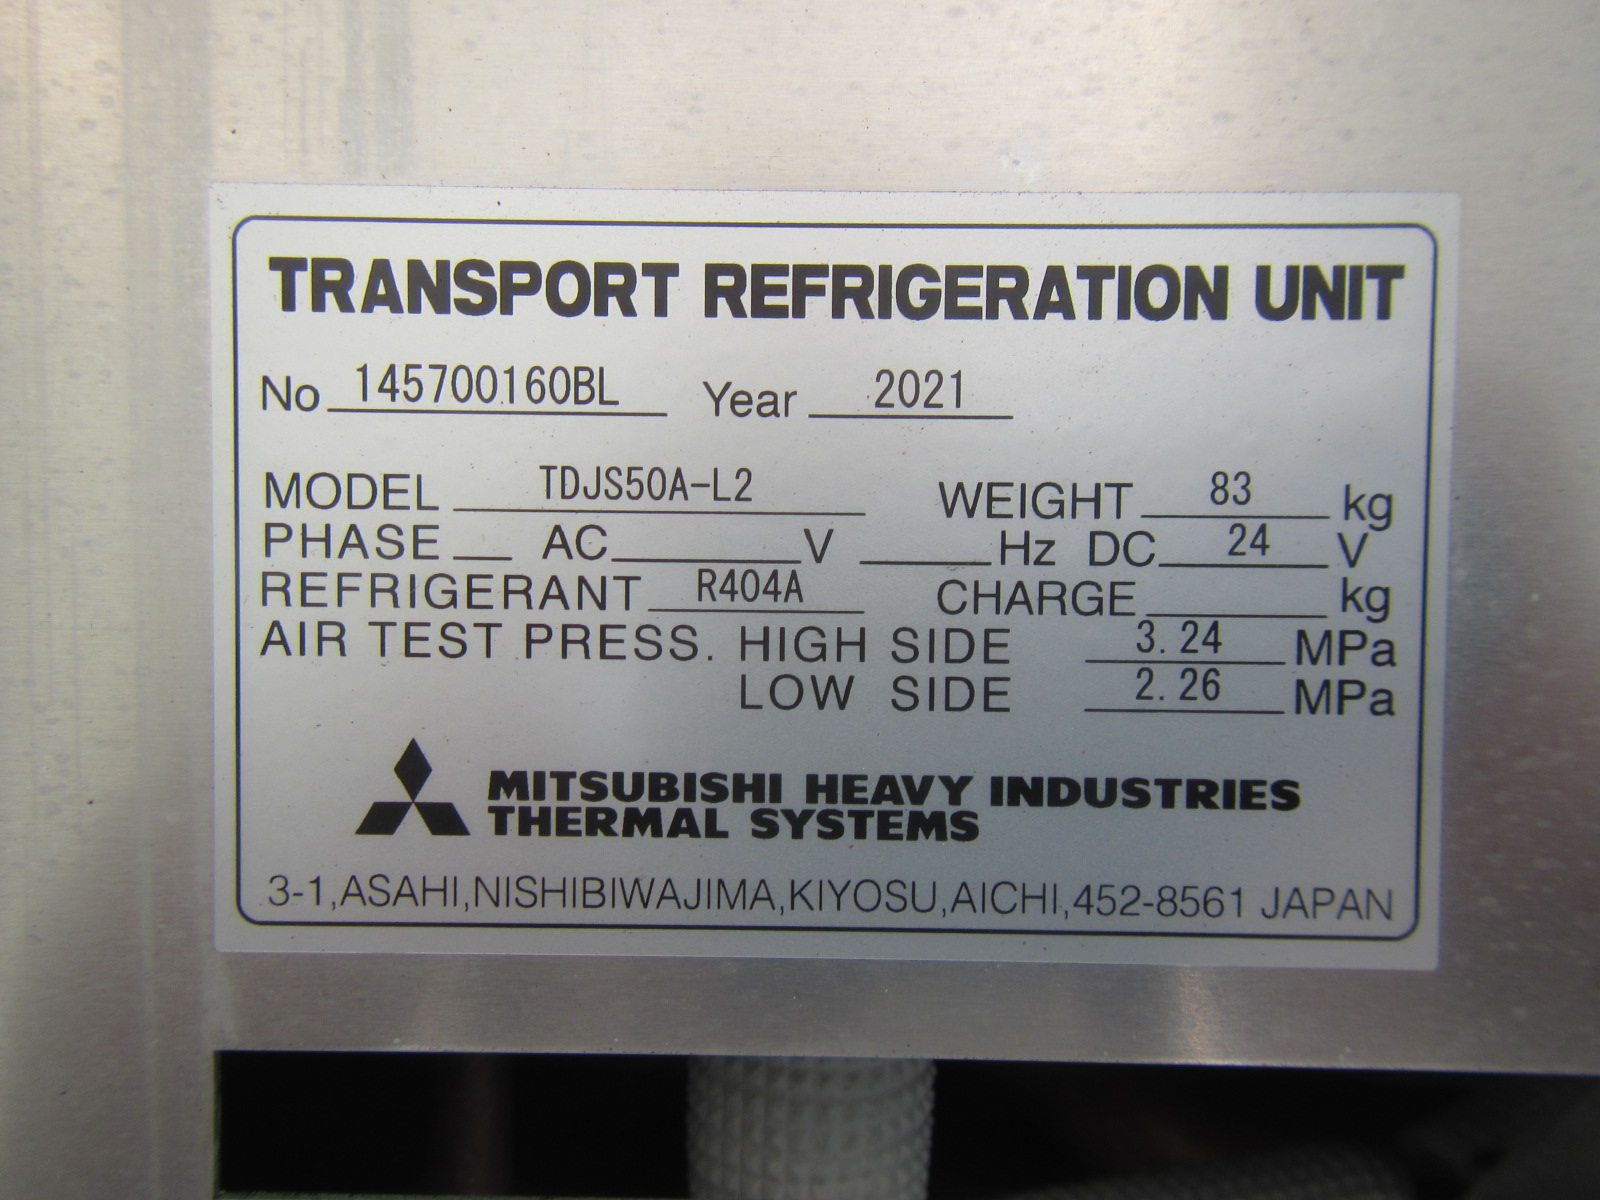 TRANSPORT REFRIGERATION UNIT
No 145700160BL Year 2021
MODEL TDJS50A-L2 WEIGHT 83 kg
PHASE AC V Hz DC 24 V
REFRIGERANT R404A CHARGE kg
AIR TEST PRESS. HIGH SIDE 3.24 MPa
LOW SIDE 2.26 MPa
MITSUBISHI HEAVY INDUSTRIES
THERMAL SYSTEMS
3-1,ASAHI,NISHIBIWAJIMA,KIYOSU,AICHI,452-8561 JAPAN